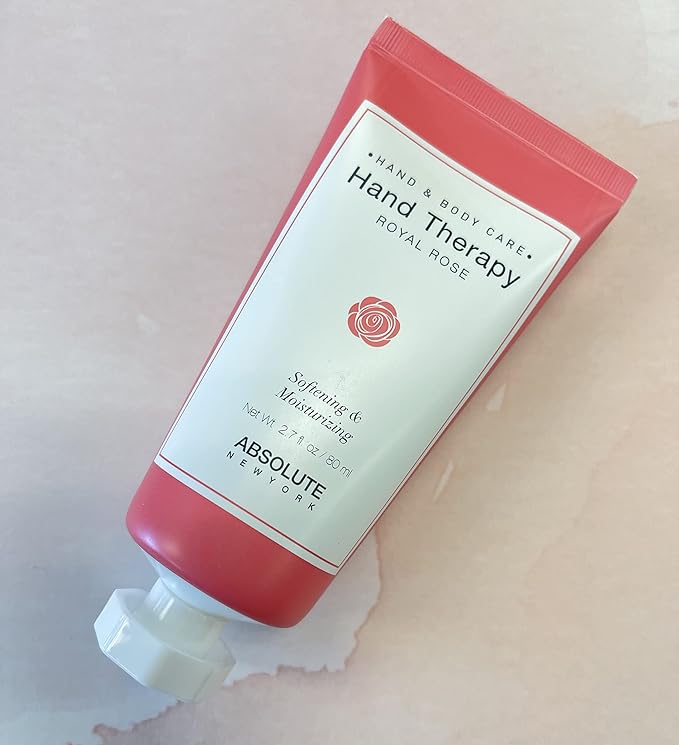 • HAND & BODY CARE •
Hand Therapy
ROYAL ROSE
Softening &
Moisturizing
Net Wt. 2.7 fl oz / 80 ml
ABSOLUTE
NEW YORK